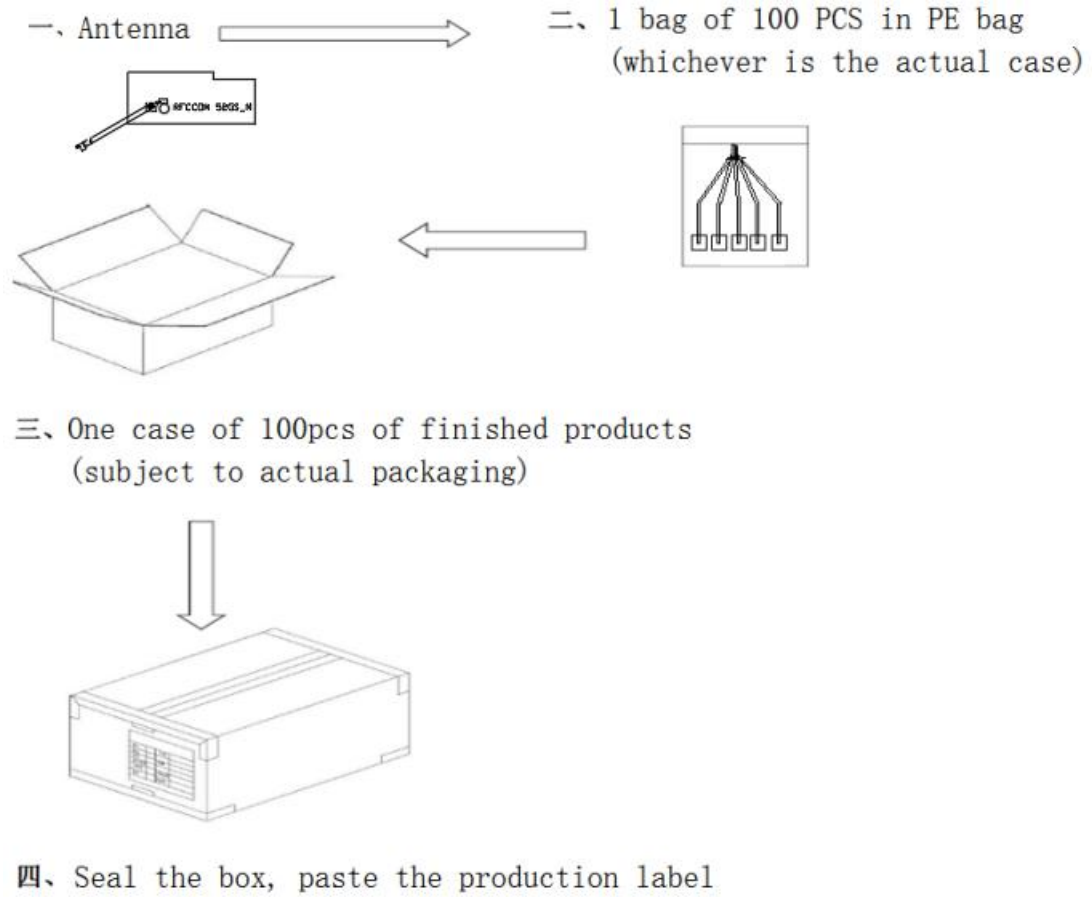 一、Antenna
二、1 bag of 100 PCS in PE bag
(whichever is the actual case)
三、One case of 100pcs of finished products
(subject to actual packaging)
四、Seal the box, paste the production label